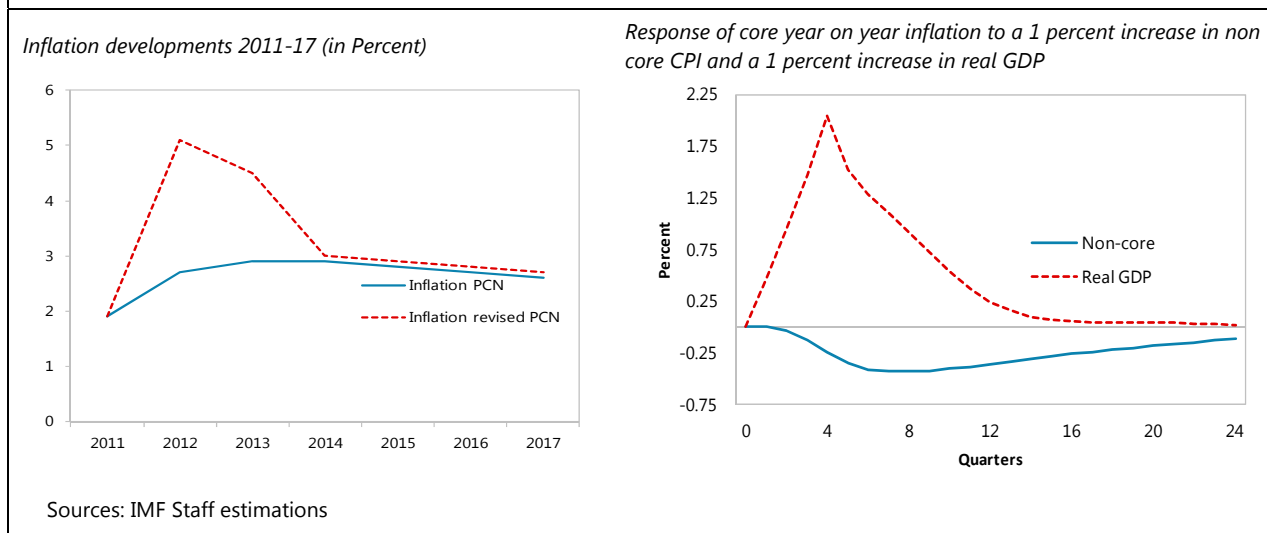 Inflation developments 2011-17 (in Percent)
6
5
4
3
2
1
0
2011 2012 2013 2014 2015 2016 2017
Inflation PCN
Inflation revised PCN
Response of core year on year inflation to a 1 percent increase in non
core CPI and a 1 percent increase in real GDP
2.25
1.75
1.25
0.75
0.25
-0.25
-0.75
Percent
Non-core
Real GDP
0 4 8 12 16 20 24
Quarters
Sources: IMF Staff estimations